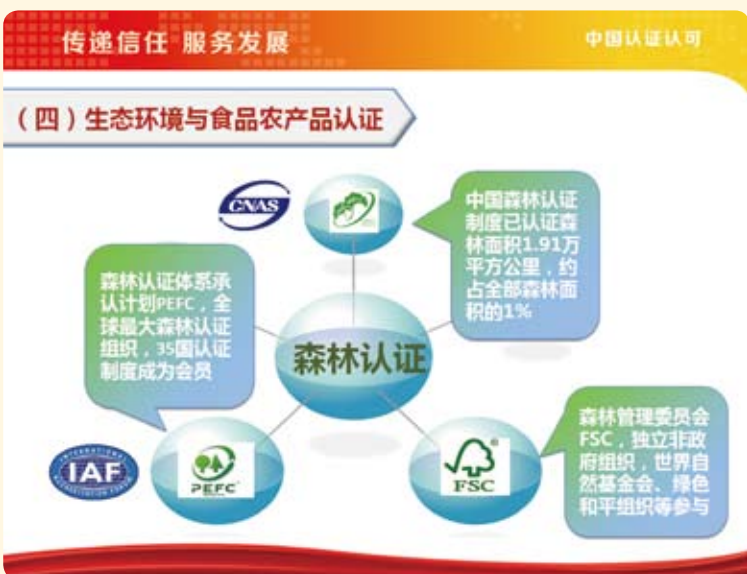 传递信任 服务发展
中国认证认可
（四）生态环境与食品农产品认证
CNAS
中国森林认证
制度已认证森
林面积1.91万
平方公里，约
占全部森林面
积的1%
森林认证体系承
认计划PEFC，全
球最大森林认证
组织，35国认证
制度成为会员
森林认证
森林管理委员会
FSC，独立非政
府组织，世界自
然基金会、绿色
和平组织等参与
INTERNATIONAL
IAF
ACCREDITATION FORUM
PEFC
®
FSC